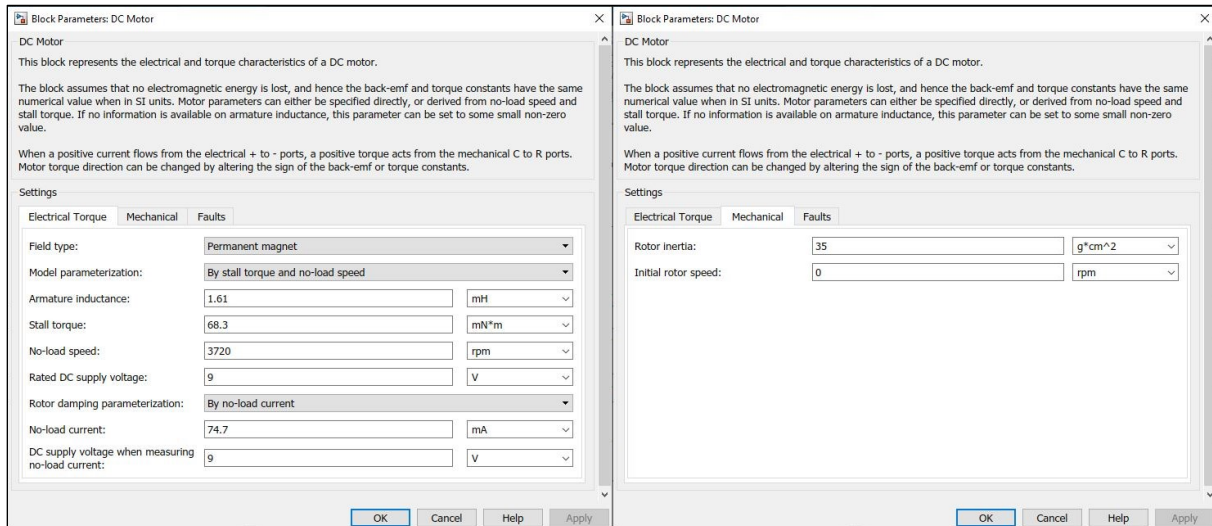 Block Parameters: DC Motor
DC Motor
This block represents the electrical and torque characteristics of a DC motor.
The block assumes that no electromagnetic energy is lost, and hence the back-emf and torque constants have the same
numerical value when in SI units. Motor parameters can either be specified directly, or derived from no-load speed and
stall torque. If no information is available on armature inductance, this parameter can be set to some small non-zero
value.
When a positive current flows from the electrical + to - ports, a positive torque acts from the mechanical C to R ports.
Motor torque direction can be changed by altering the sign of the back-emf or torque constants.
Settings
Electrical Torque Mechanical Faults
Field type: Permanent magnet
Model parameterization: By stall torque and no-load speed
Armature inductance: 1.61 mH
Stall torque: 68.3 mN*m
No-load speed: 3720 rpm
Rated DC supply voltage: 9 V
Rotor damping parameterization: By no-load current
No-load current: 74.7 mA
DC supply voltage when measuring
no-load current: 9 V
OK Cancel Help Apply
Block Parameters: DC Motor
DC Motor
This block represents the electrical and torque characteristics of a DC motor.
The block assumes that no electromagnetic energy is lost, and hence the back-emf and torque constants have the same
numerical value when in SI units. Motor parameters can either be specified directly, or derived from no-load speed and
stall torque. If no information is available on armature inductance, this parameter can be set to some small non-zero
value.
When a positive current flows from the electrical + to - ports, a positive torque acts from the mechanical C to R ports.
Motor torque direction can be changed by altering the sign of the back-emf or torque constants.
Settings
Electrical Torque Mechanical Faults
Rotor inertia: 35 g*cm^2
Initial rotor speed: 0 rpm
OK Cancel Help Apply